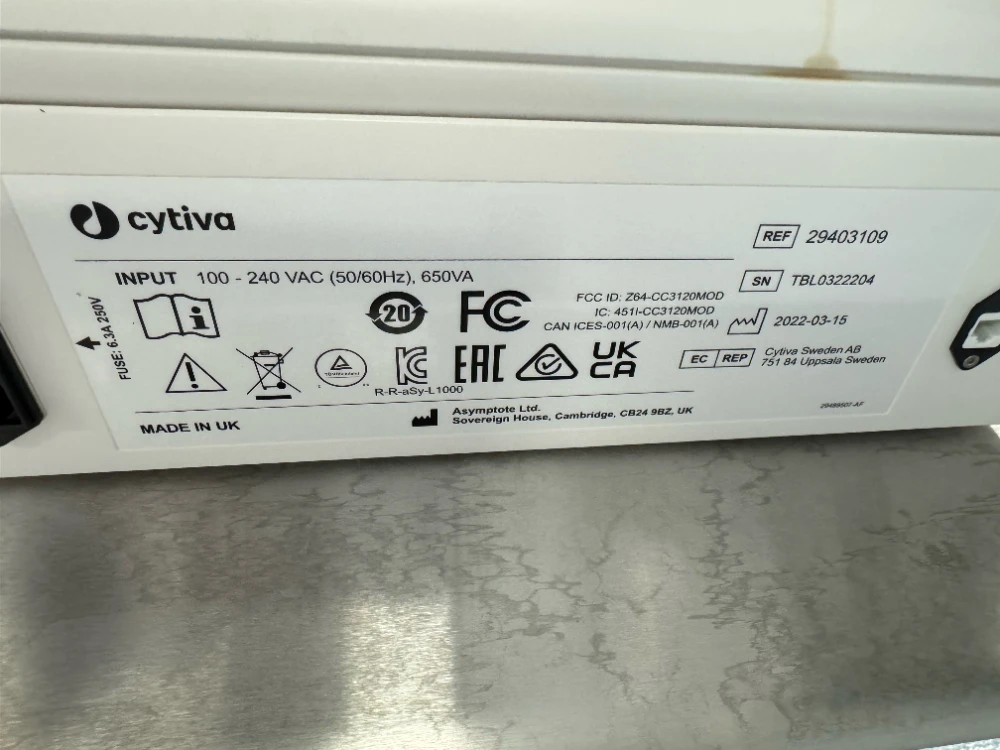 cytiva
REF 29403109
INPUT 100 - 240 VAC (50/60Hz), 650VA
SN TBL0322204
FUSE: 6.3A 250V
20
FC
FCC ID: Z64-CC3120MOD
IC: 451I-CC3120MOD
CAN ICES-001(A) / NMB-001(A)
2022-03-15
EAC
UK
CA
R-R-aSy-L1000
EC REP
Cytiva Sweden AB
751 84 Uppsala Sweden
MADE IN UK
Asymptote Ltd.
Sovereign House, Cambridge, CB24 9BZ, UK